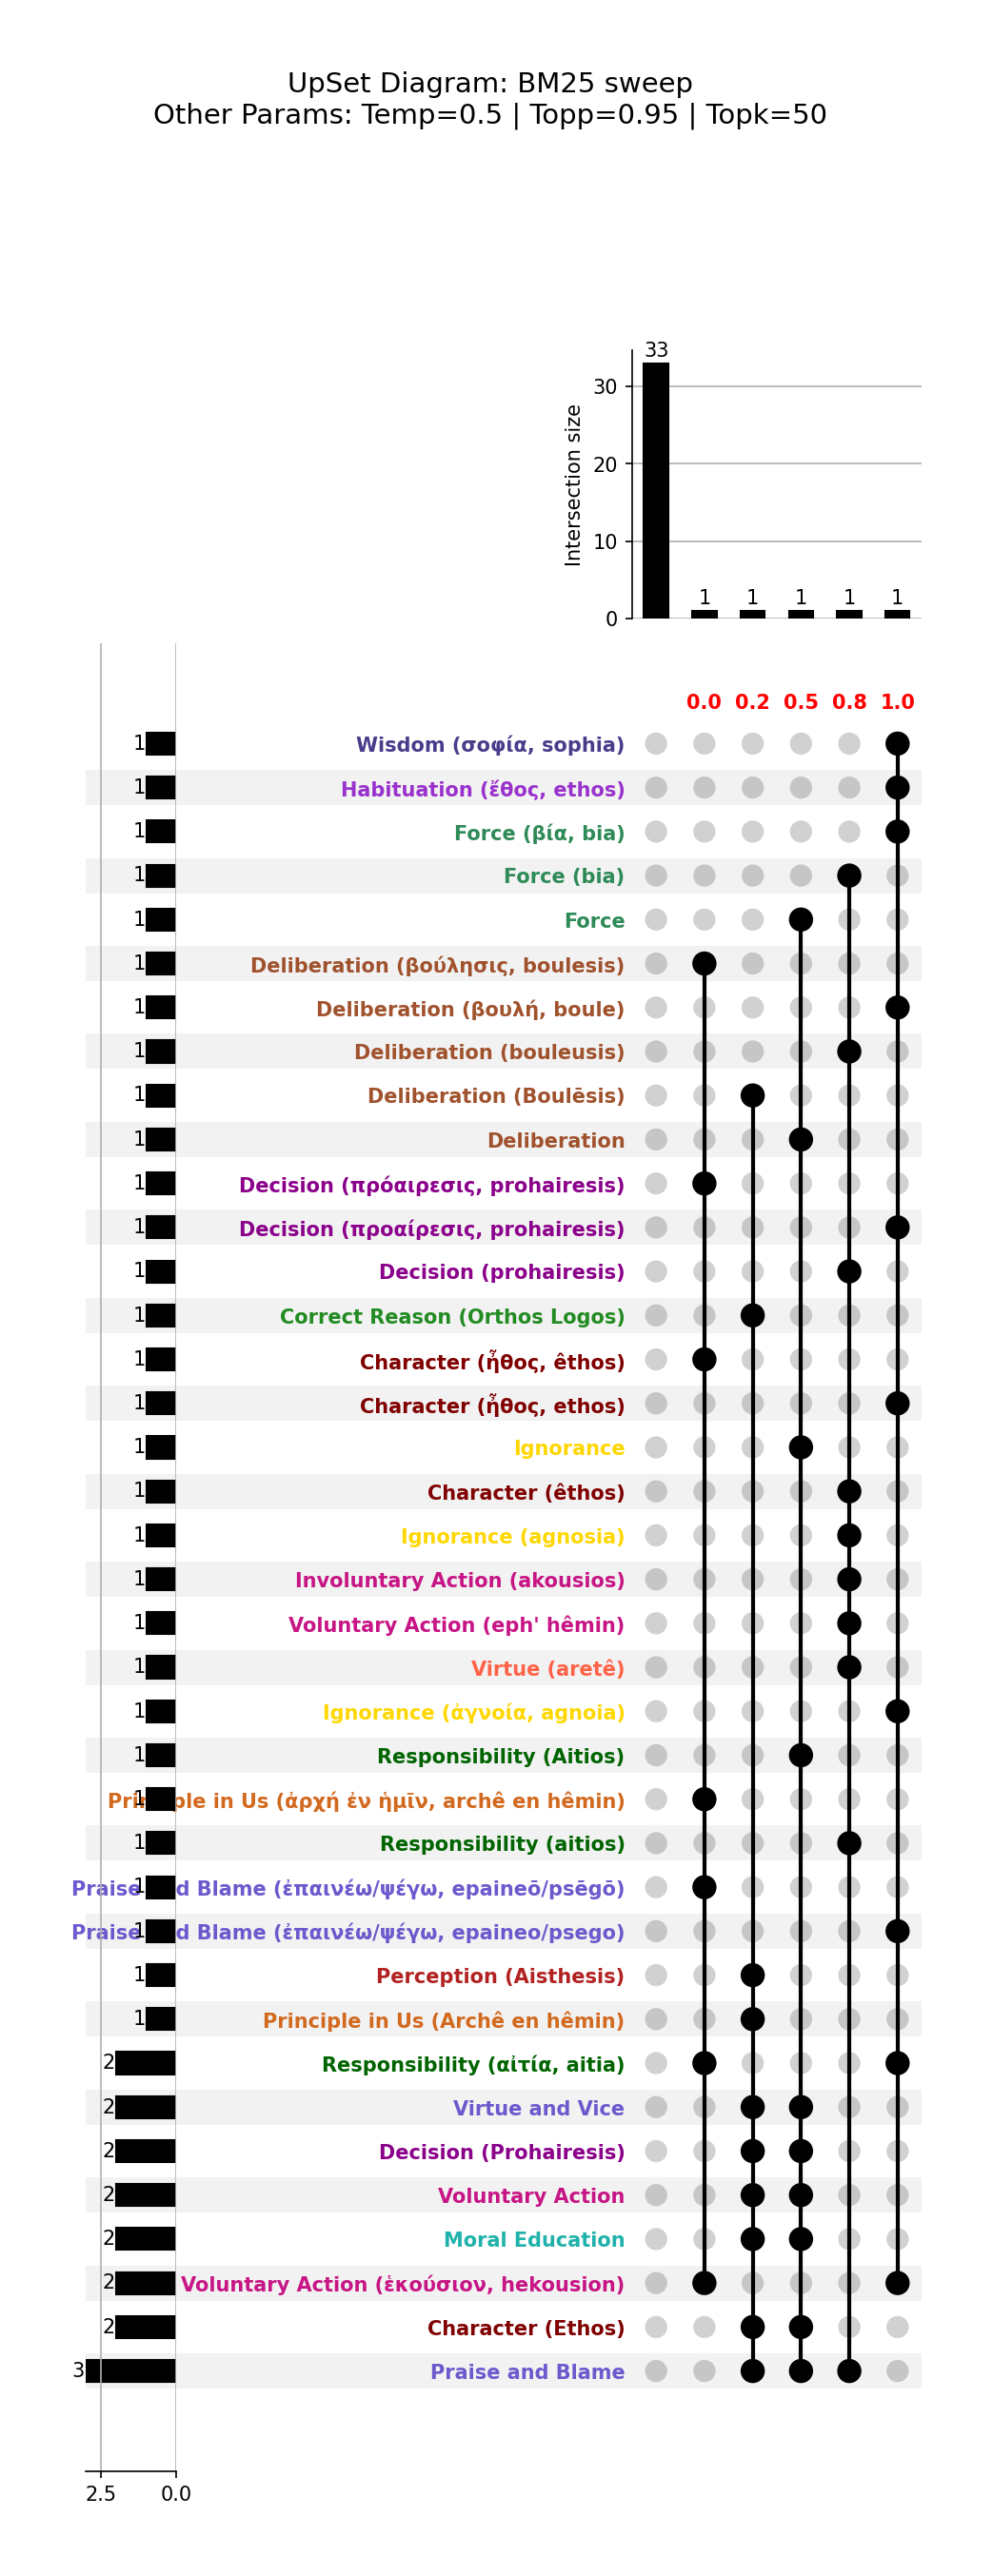 UpSet Diagram: BM25 sweep
Other Params: Temp=0.5 | Topp=0.95 | Topk=50
33
30
20
10
0
Intersection size
1 1 1 1 1
0.0 0.2 0.5 0.8 1.0
1 Wisdom (σοφία, sophia)
1 Habituation (ἔθος, ethos)
1 Force (βία, bia)
1 Force (bia)
1 Force
1 Deliberation (βούλησις, boulesis)
1 Deliberation (βουλή, boule)
1 Deliberation (bouleusis)
1 Deliberation (Boulēsis)
1 Deliberation
1 Decision (πρόαιρεσις, prohairesis)
1 Decision (προαίρεσις, prohairesis)
1 Decision (prohairesis)
1 Correct Reason (Orthos Logos)
1 Character (ἦθος, êthos)
1 Character (ἦθος, ethos)
1 Ignorance
1 Character (êthos)
1 Ignorance (agnosia)
1 Involuntary Action (akousios)
1 Voluntary Action (eph' hêmin)
1 Virtue (aretê)
1 Ignorance (ἀγνοία, agnoia)
1 Responsibility (Aitios)
1 Principle in Us (ἀρχή ἐν ἡμῖν, archê en hêmin)
1 Responsibility (aitios)
1 Praise and Blame (ἐπαινέω/ψέγω, epaineō/psēgō)
1 Praise and Blame (ἐπαινέω/ψέγω, epaineo/psego)
1 Perception (Aisthesis)
1 Principle in Us (Archê en hêmin)
2 Responsibility (αἰτία, aitia)
2 Virtue and Vice
2 Decision (Prohairesis)
2 Voluntary Action
2 Moral Education
2 Voluntary Action (ἑκούσιον, hekousion)
2 Character (Ethos)
3 Praise and Blame
2.5 0.0